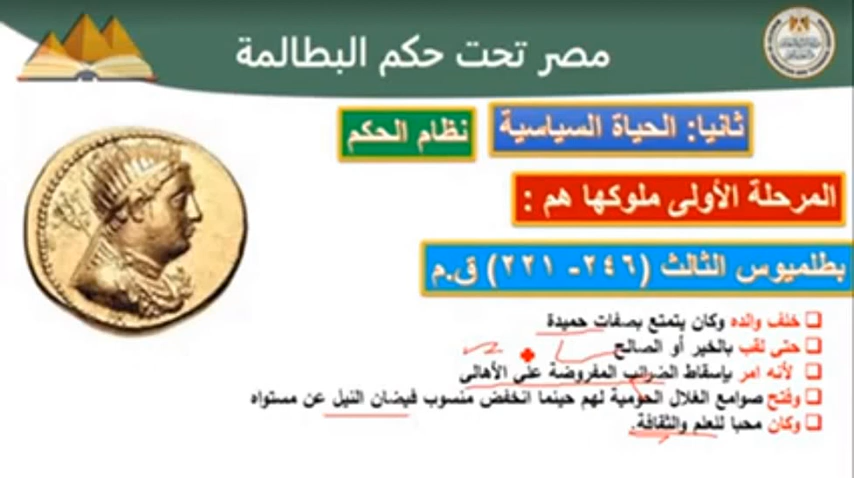 مصر تحت حكم البطالمة
ثانيا: الحياة السياسية
نظام الحكم
المرحلة الأولى ملوكها هم :
بطلميوس الثالث (٢٤٦- ٢٢١) ق.م
خلف والده وكان يتمتع بصفات حميدة
حتى لقب بالخير أو الصالح
لأنه امر بإسقاط الضرائب المفروضة على الأهالى
وفتح صوامع الغلال الحكومية لهم حينما انخفض منسوب فيضان النيل عن مستواه
وكان محبا للعلم والثقافة.